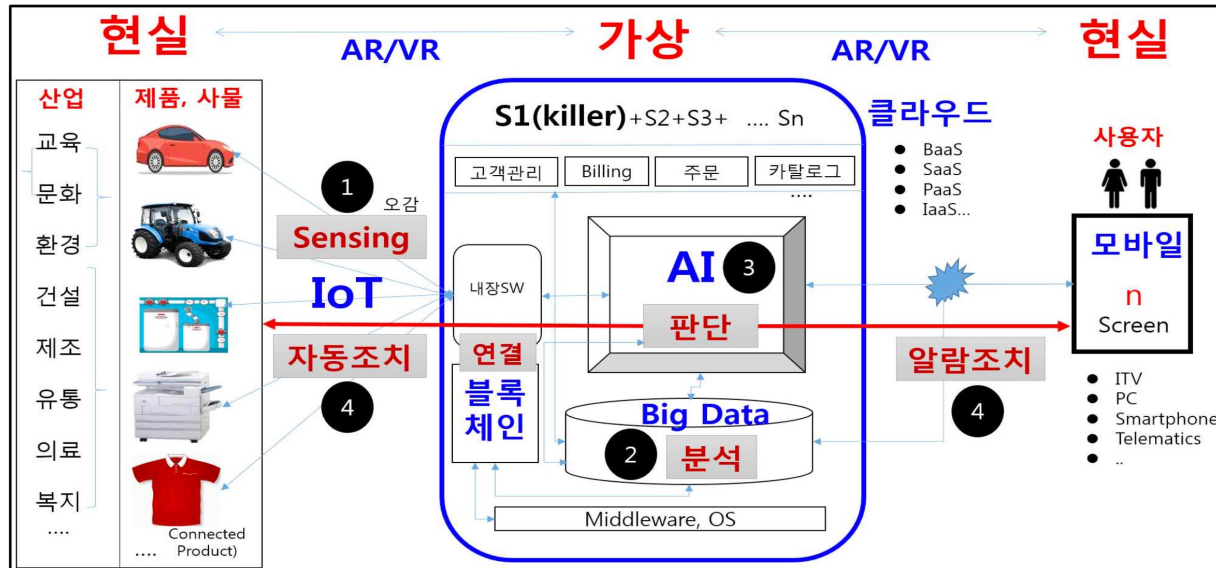 현실
AR/VR
가상
AR/VR
현실
산업
교육
문화
환경
건설
제조
유통
의료
복지
....
제품, 사물
.... Connected
Product)
1
오감
Sensing
IoT
자동조치
4
S1(killer)+S2+S3+ .... Sn
고객관리
Billing
주문
카탈로그
....
내장SW
연결
블록
체인
AI
3
판단
Big Data
2
분석
Middleware, OS
클라우드
● BaaS
● SaaS
● PaaS
● IaaS...
알람조치
4
사용자
모바일
n
Screen
● ITV
● PC
● Smartphone
● Telematics
● ..